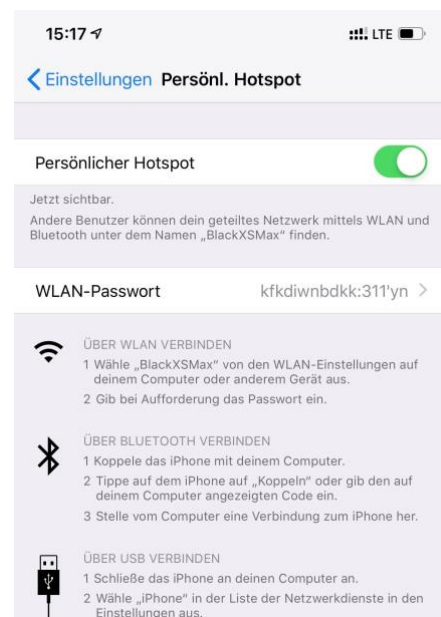 15:17 LTE
Einstellungen Persönl. Hotspot
Persönlicher Hotspot
Jetzt sichtbar.
Andere Benutzer können dein geteiltes Netzwerk mittels WLAN und
Bluetooth unter dem Namen „BlackXSMax“ finden.
WLAN-Passwort kfkdiwnbdkk:311'yn
ÜBER WLAN VERBINDEN
1 Wähle „BlackXSMax“ von den WLAN-Einstellungen auf
deinem Computer oder anderem Gerät aus.
2 Gib bei Aufforderung das Passwort ein.
ÜBER BLUETOOTH VERBINDEN
1 Koppele das iPhone mit deinem Computer.
2 Tippe auf dem iPhone auf „Koppeln“ oder gib den auf
deinem Computer angezeigten Code ein.
3 Stelle vom Computer eine Verbindung zum iPhone her.
ÜBER USB VERBINDEN
1 Schließe das iPhone an deinen Computer an.
2 Wähle „iPhone“ in der Liste der Netzwerkdienste in den
Einstellungen aus.